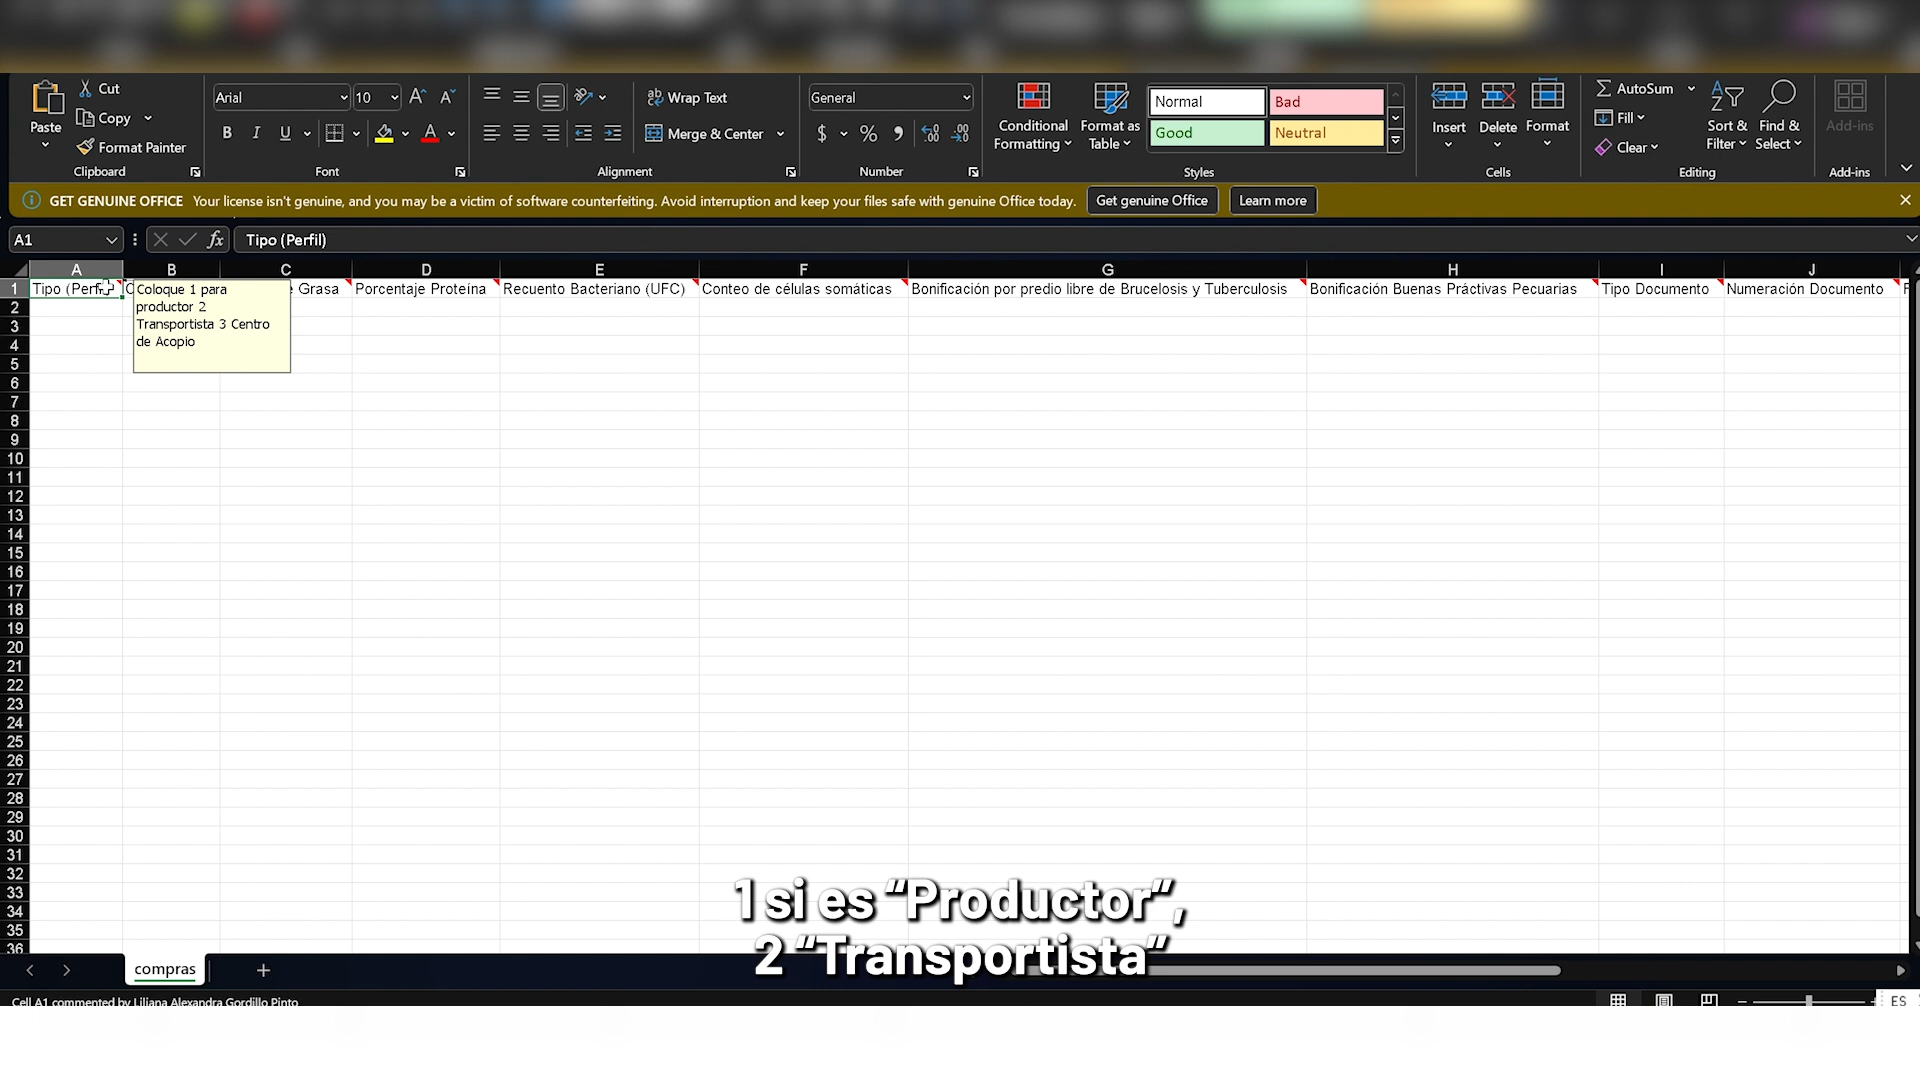 Cut
Copy
Paste
Format Painter
Clipboard
Arial
10
A A
B I U
A
Font
Wrap Text
Merge & Center
Alignment
General
$ % 9
Number
Conditional
Formatting
Format as
Table
Normal
Bad
Good
Neutral
Styles
Insert
Delete
Format
Cells
AutoSum
Fill
Clear
Sort &
Filter
Find &
Select
Editing
Add-ins
Add-ins
GET GENUINE OFFICE Your license isn't genuine, and you may be a victim of software counterfeiting. Avoid interruption and keep your files safe with genuine Office today.
Get genuine Office
Learn more
A1
fx
Tipo (Perfil)
A B C D E F G H I J
1 Tipo (Perfi Grasa Porcentaje Proteína Recuento Bacteriano (UFC) Conteo de células somáticas Bonificación por predio libre de Brucelosis y Tuberculosis Bonificación Buenas Práctivas Pecuarias Tipo Documento Numeración Documento
Coloque 1 para
productor 2
Transportista 3 Centro
de Acopio
2
3
4
5
6
7
8
9
10
11
12
13
14
15
16
17
18
19
20
21
22
23
24
25
26
27
28
29
30
31
32
33
34
35
36
1 si es “Productor”,
2 “Transportista”
compras
Cell A1 commented by Liliana Alexandra Gordillo Pinto
ES